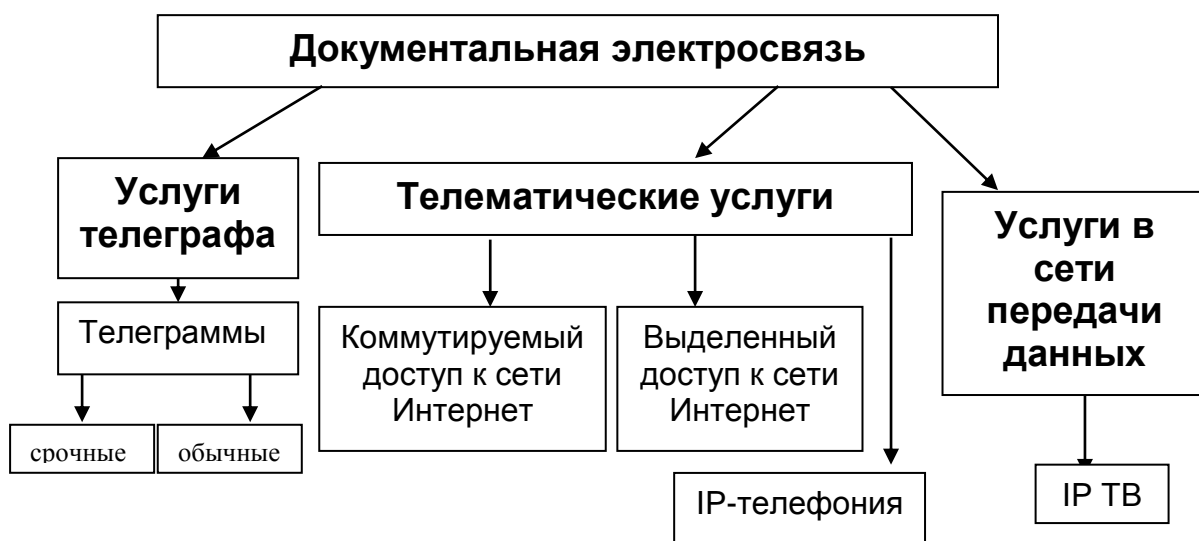 Документальная электросвязь
Услуги
телеграфа
Телематические услуги
Услуги в
сети
передачи
данных
Телеграммы
Коммутируемый
доступ к сети
Интернет
Выделенный
доступ к сети
Интернет
срочные
обычные
IP-телефония
IP ТВ